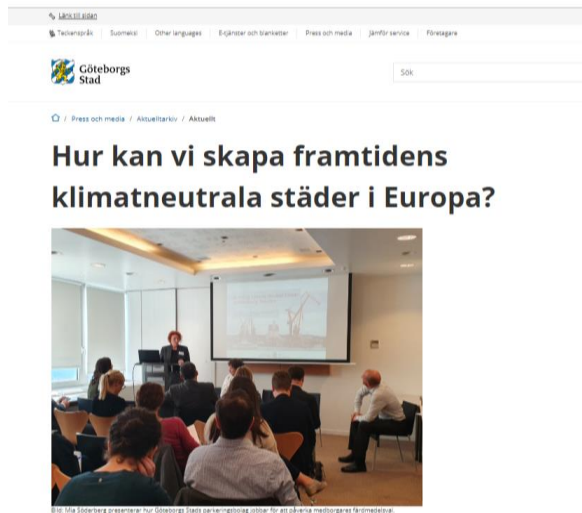 Länk till sidan
Teckenspråk Suomeksi Other languages E-tjänster och blanketter Press och media Jämför service Företagare
Göteborgs
Stad
Sök
/ Press och media / Aktuelltarkiv / Aktuellt
Hur kan vi skapa framtidens
klimatneutrala städer i Europa?
Bild: Mia Söderberg presenterar hur Göteborgs Stads parkeringsbolag jobbar för att påverka medborgares färdmedelsval.